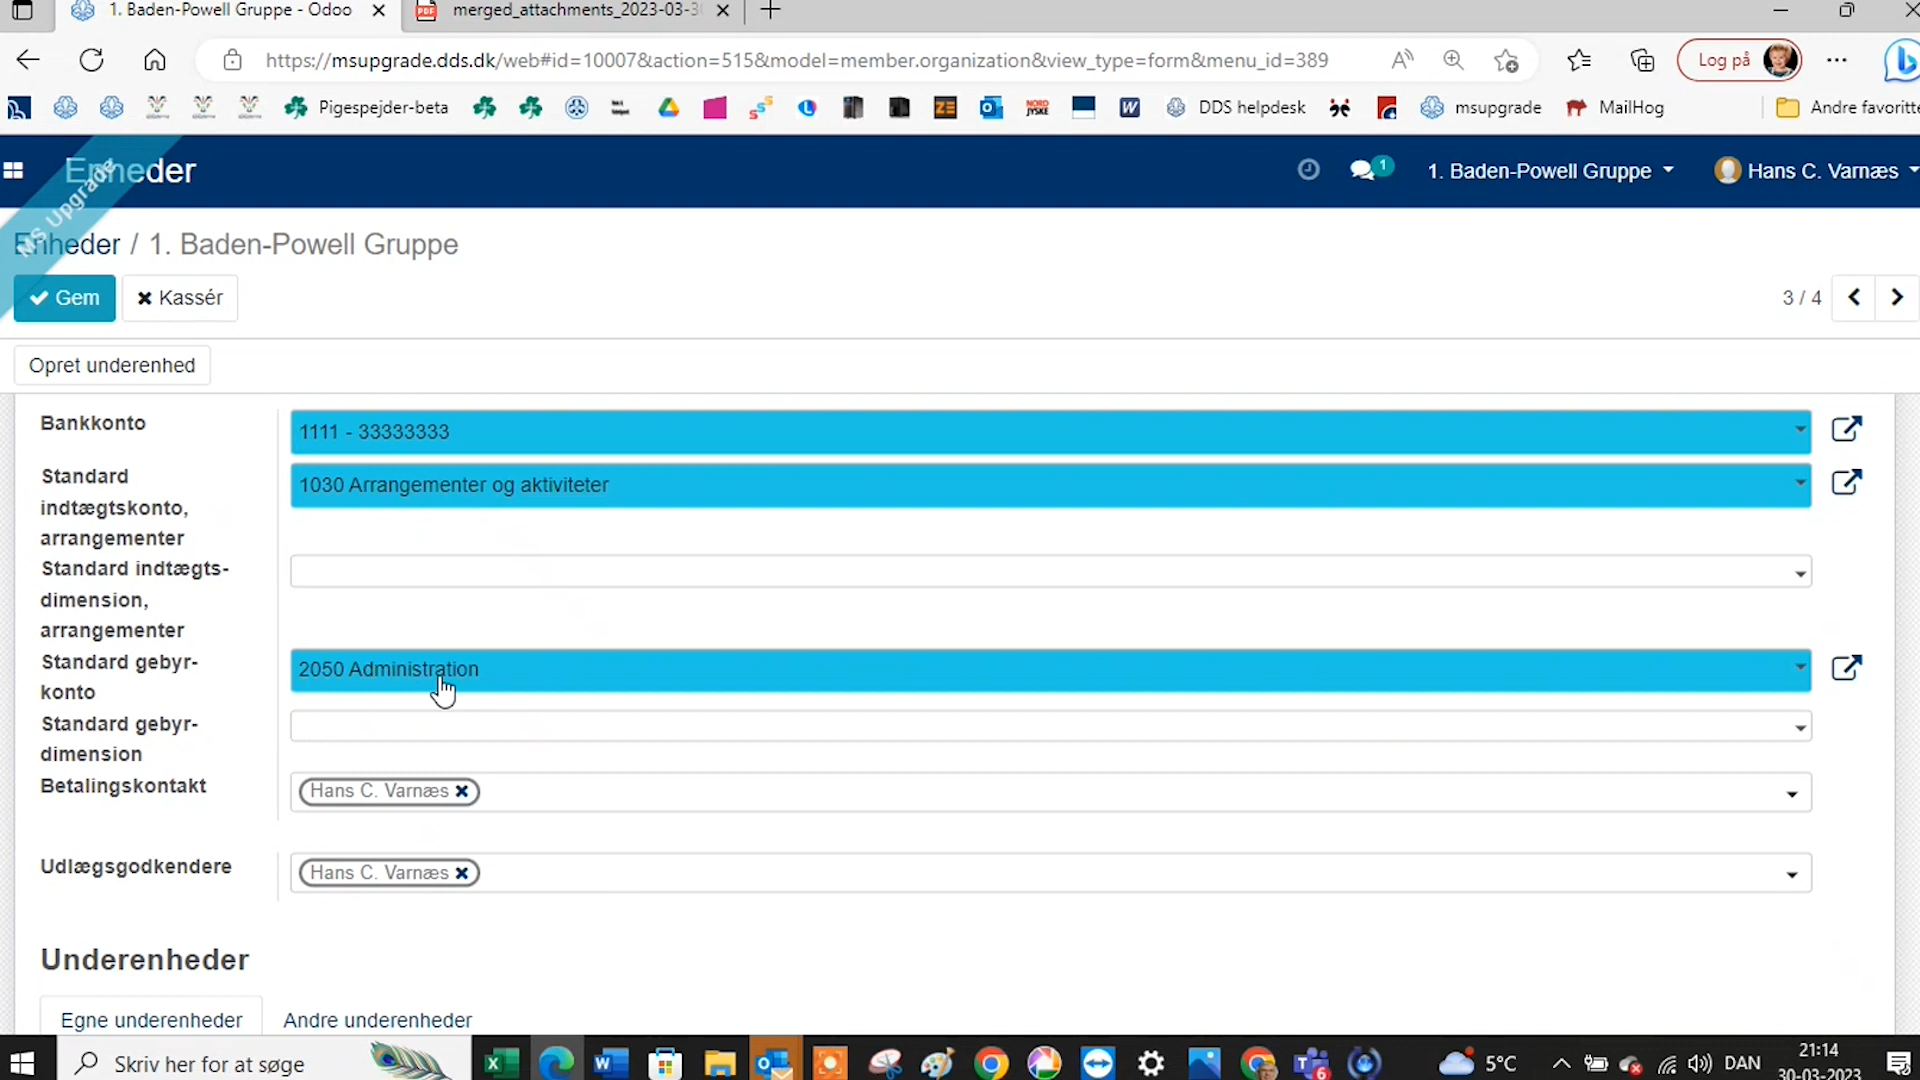 1. Baden-Powell Gruppe - Odoo
merged_attachments_2023-03-3
https://msupgrade.dds.dk/web#id=10007&action=515&model=member.organization&view_type=form&menu_id=389
Log på
Pigespejder-beta
DDS helpdesk
msupgrade
MailHog
Andre favoritte
MS Upgrade
Enheder
1
1. Baden-Powell Gruppe
Hans C. Varnæs
Enheder / 1. Baden-Powell Gruppe
Gem
Kassér
3 / 4
Opret underenhed
Bankkonto
1111 - 33333333
Standard
indtægtskonto,
arrangementer
1030 Arrangementer og aktiviteter
Standard indtægts-
dimension,
arrangementer
Standard gebyr-
konto
2050 Administration
Standard gebyr-
dimension
Betalingskontakt
Hans C. Varnæs
Udlægsgodkendere
Hans C. Varnæs
Underenheder
Egne underenheder
Andre underenheder
Skriv her for at søge
5°C
DAN
21:14
30-03-2023